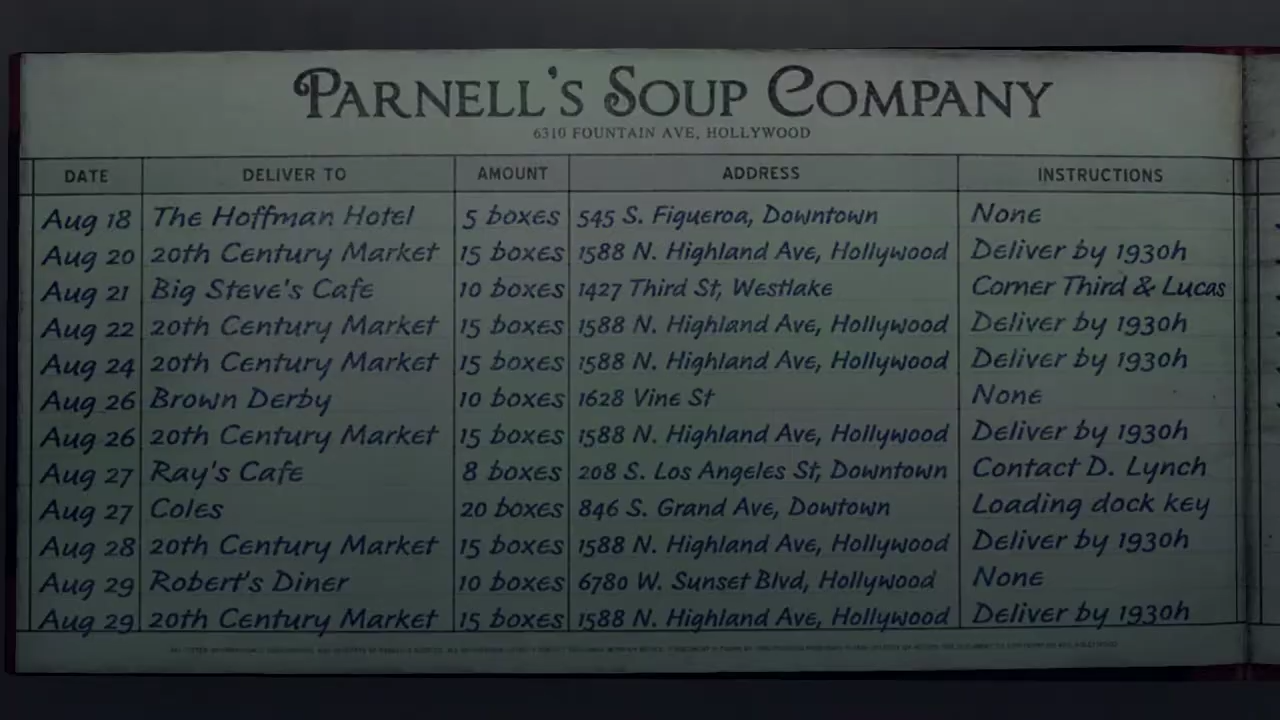 PARNELL'S SOUP COMPANY
6310 FOUNTAIN AVE, HOLLYWOOD
DATE DELIVER TO AMOUNT ADDRESS INSTRUCTIONS
Aug 18 The Hoffman Hotel 5 boxes 545 S. Figueroa, Downtown None
Aug 20 20th Century Market 15 boxes 1588 N. Highland Ave, Hollywood Deliver by 1930h
Aug 21 Big Steve's Cafe 10 boxes 1427 Third St, Westlake Corner Third & Lucas
Aug 22 20th Century Market 15 boxes 1588 N. Highland Ave, Hollywood Deliver by 1930h
Aug 24 20th Century Market 15 boxes 1588 N. Highland Ave, Hollywood Deliver by 1930h
Aug 26 Brown Derby 10 boxes 1628 Vine St None
Aug 26 20th Century Market 15 boxes 1588 N. Highland Ave, Hollywood Deliver by 1930h
Aug 27 Ray's Cafe 8 boxes 208 S. Los Angeles St, Downtown Contact D. Lynch
Aug 27 Coles 20 boxes 846 S. Grand Ave, Dowtown Loading dock key
Aug 28 20th Century Market 15 boxes 1588 N. Highland Ave, Hollywood Deliver by 1930h
Aug 29 Robert's Diner 10 boxes 6780 W. Sunset Blvd, Hollywood None
Aug 29 20th Century Market 15 boxes 1588 N. Highland Ave, Hollywood Deliver by 1930h